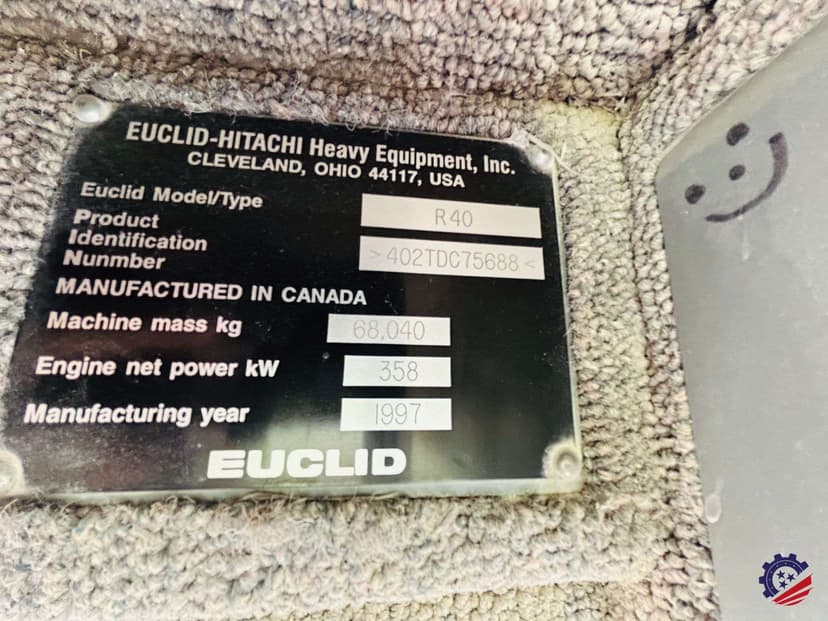 EUCLID-HITACHI Heavy Equipment, Inc.
CLEVELAND, OHIO 44117, USA
Euclid Model/Type R40
Product
Identification
Nunmber >402TDC75688<
MANUFACTURED IN CANADA
Machine mass kg 68,040
Engine net power kW 358
Manufacturing year 1997
EUCLID